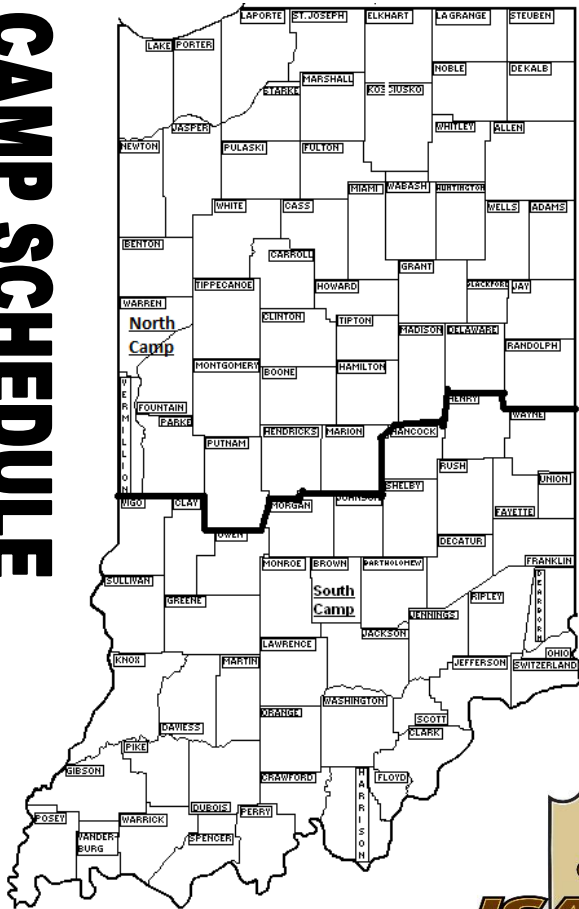 CAMP SCHEDULE
LAPORTE ST.JOSEPH ELKHART LAGRANGE STEUBEN
LAKE PORTER
NOBLE DEKALB
MARSHALL
STARKE KOSCIUSKO
JASPER WHITLEY ALLEN
NEWTON PULASKI FULTON
MIAMI WABASH HUNTINGTON
WHITE CASS WELLS ADAMS
BENTON
CARROLL
GRANT
TIPPECANOE HOWARD BLACKFORD JAY
WARREN
CLINTON TIPTON
North
Camp
MADISON DELAWARE
RANDOLPH
MONTGOMERY BOONE HAMILTON
VERMILLION
FOUNTAIN HENRY
PARKE WAYNE
HENDRICKS MARION HANCOCK
PUTNAM
RUSH
SHELBY UNION
VIGO CLAY MORGAN JOHNSON
FAYETTE
OWEN DECATUR
MONROE BROWN BARTHOLOMEW FRANKLIN
DEARBORN
SULLIVAN
South
Camp
GREENE RIPLEY
JENNINGS
JACKSON
LAWRENCE OHIO
KNOX MARTIN JEFFERSON SWITZERLAND
WASHINGTON
ORANGE SCOTT
DAVIESS CLARK
PIKE
GIBSON
CRAWFORD FLOYD
HARRISON
DUBOIS PERRY
POSEY WARRICK
VANDER-
BURG
SPENCER